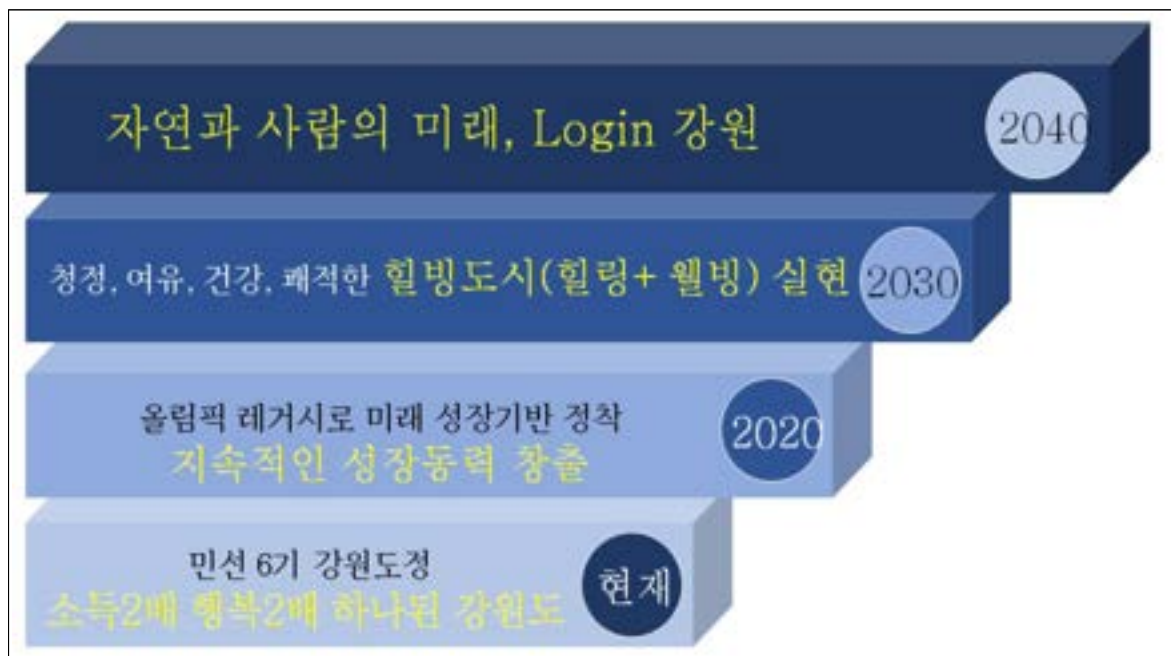 자연과 사람의 미래, Login 강원
2040
청정, 여유, 건강, 쾌적한 힐빙도시(힐링+ 웰빙) 실현
2030
올림픽 레거시로 미래 성장기반 정착
지속적인 성장동력 창출
2020
민선 6기 강원도정
소득2배 행복2배 하나된 강원도
현재